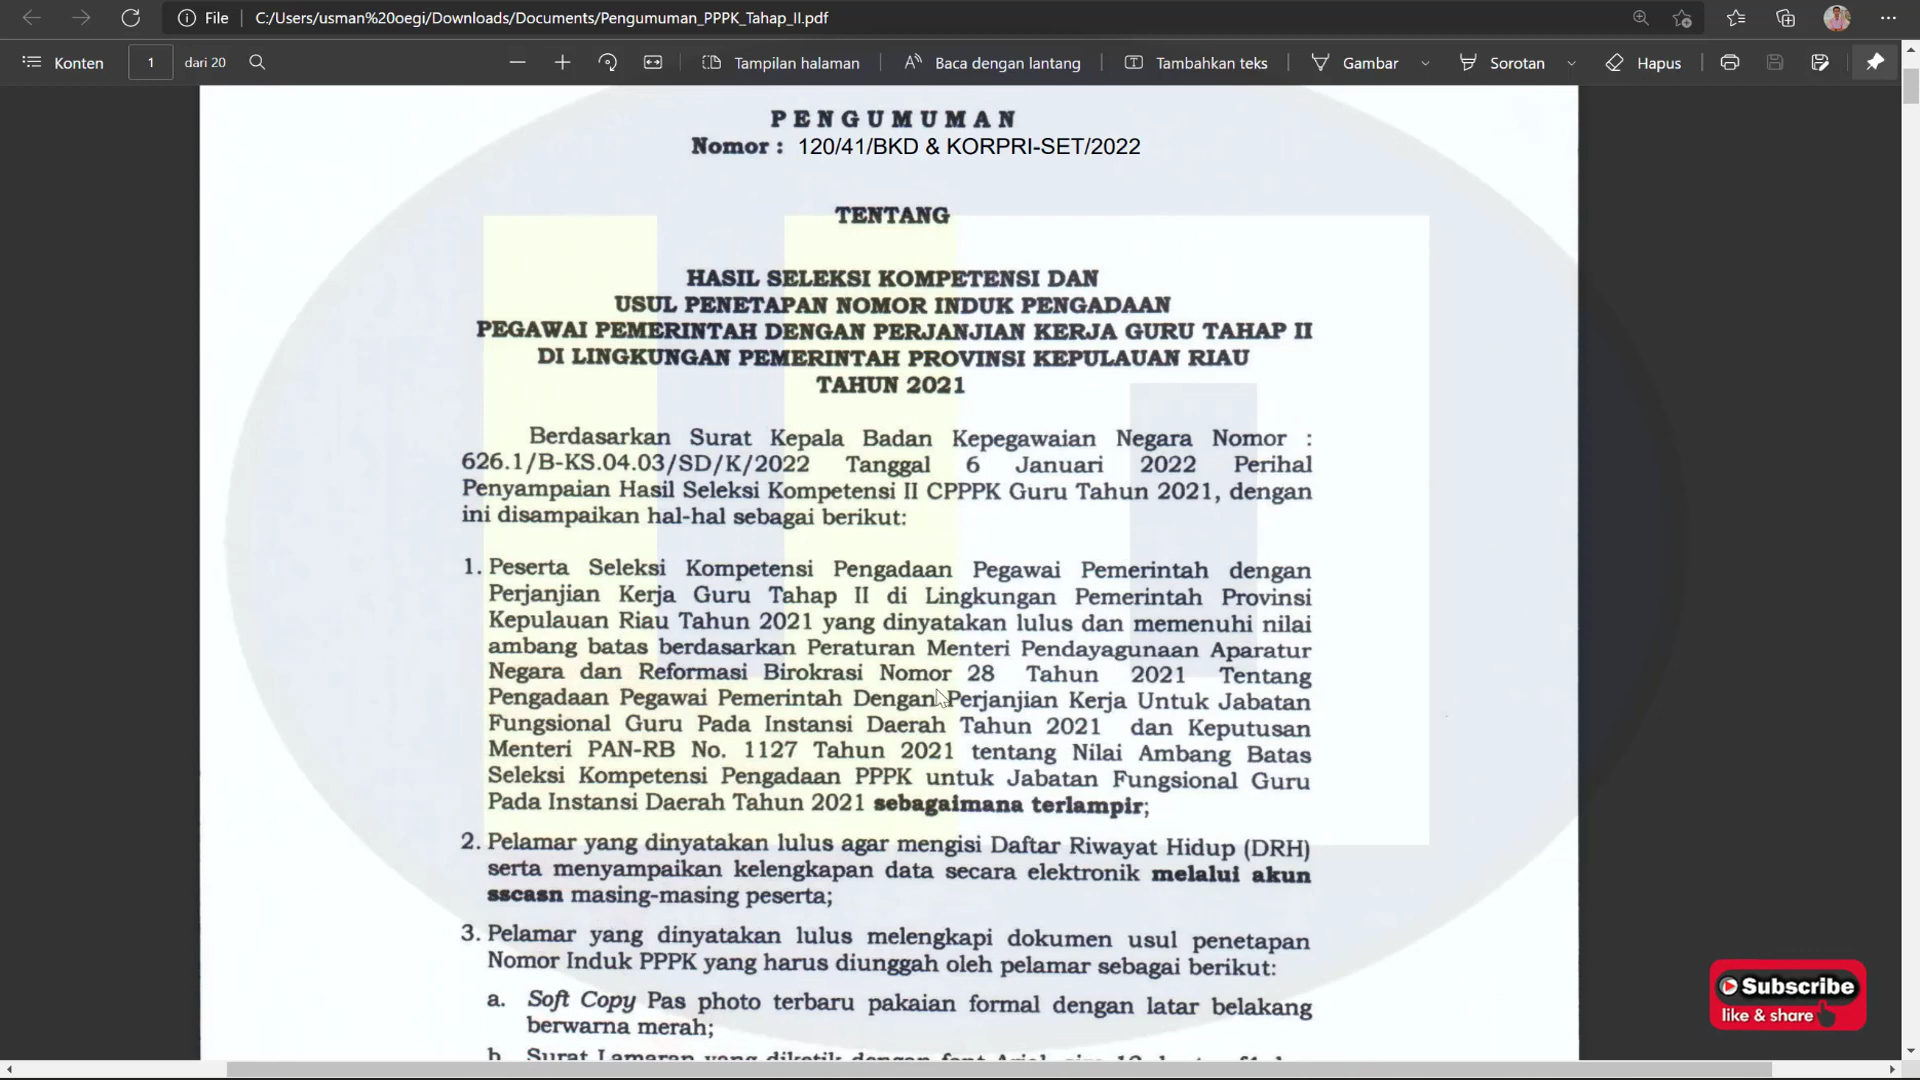 File
C:/Users/usman%20oegi/Downloads/Documents/Pengumuman_PPPK_Tahap_II.pdf
Konten
1
dari 20
Tampilan halaman
Baca dengan lantang
Tambahkan teks
Gambar
Sorotan
Hapus
PENGUMUMAN
Nomor : 120/41/BKD & KORPRI-SET/2022
TENTANG
HASIL SELEKSI KOMPETENSI DAN
USUL PENETAPAN NOMOR INDUK PENGADAAN
PEGAWAI PEMERINTAH DENGAN PERJANJIAN KERJA GURU TAHAP II
DI LINGKUNGAN PEMERINTAH PROVINSI KEPULAUAN RIAU
TAHUN 2021
Berdasarkan Surat Kepala Badan Kepegawaian Negara Nomor :
626.1/B-KS.04.03/SD/K/2022 Tanggal 6 Januari 2022 Perihal
Penyampaian Hasil Seleksi Kompetensi II CPPPK Guru Tahun 2021, dengan
ini disampaikan hal-hal sebagai berikut:
1. Peserta Seleksi Kompetensi Pengadaan Pegawai Pemerintah dengan
Perjanjian Kerja Guru Tahap II di Lingkungan Pemerintah Provinsi
Kepulauan Riau Tahun 2021 yang dinyatakan lulus dan memenuhi nilai
ambang batas berdasarkan Peraturan Menteri Pendayagunaan Aparatur
Negara dan Reformasi Birokrasi Nomor 28 Tahun 2021 Tentang
Pengadaan Pegawai Pemerintah Dengan Perjanjian Kerja Untuk Jabatan
Fungsional Guru Pada Instansi Daerah Tahun 2021 dan Keputusan
Menteri PAN-RB No. 1127 Tahun 2021 tentang Nilai Ambang Batas
Seleksi Kompetensi Pengadaan PPPK untuk Jabatan Fungsional Guru
Pada Instansi Daerah Tahun 2021 sebagaimana terlampir;
2. Pelamar yang dinyatakan lulus agar mengisi Daftar Riwayat Hidup (DRH)
serta menyampaikan kelengkapan data secara elektronik melalui akun
sscasn masing-masing peserta;
3. Pelamar yang dinyatakan lulus melengkapi dokumen usul penetapan
Nomor Induk PPPK yang harus diunggah oleh pelamar sebagai berikut:
a. Soft Copy Pas photo terbaru pakaian formal dengan latar belakang
berwarna merah;
b. Surat Lamaran yang diketik dengan font Arial, size 12
Subscribe
like & share